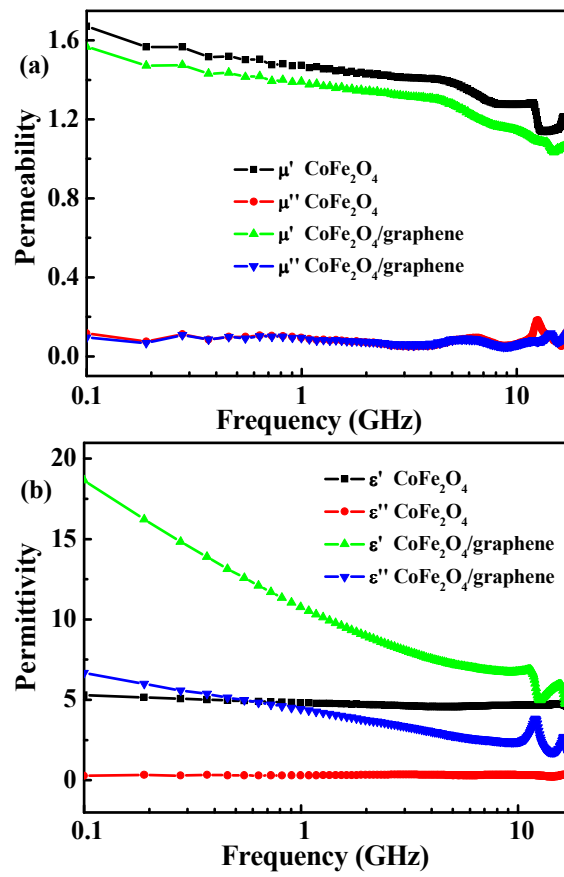 (a)
1.6
1.2
0.8
0.4
0.0
Permeability
μ' CoFe₂O₄
μ'' CoFe₂O₄
μ' CoFe₂O₄/graphene
μ'' CoFe₂O₄/graphene
0.1 1 10
Frequency (GHz)
(b)
20
15
10
5
0
Permittivity
ε' CoFe₂O₄
ε'' CoFe₂O₄
ε' CoFe₂O₄/graphene
ε'' CoFe₂O₄/graphene
0.1 1 10
Frequency (GHz)